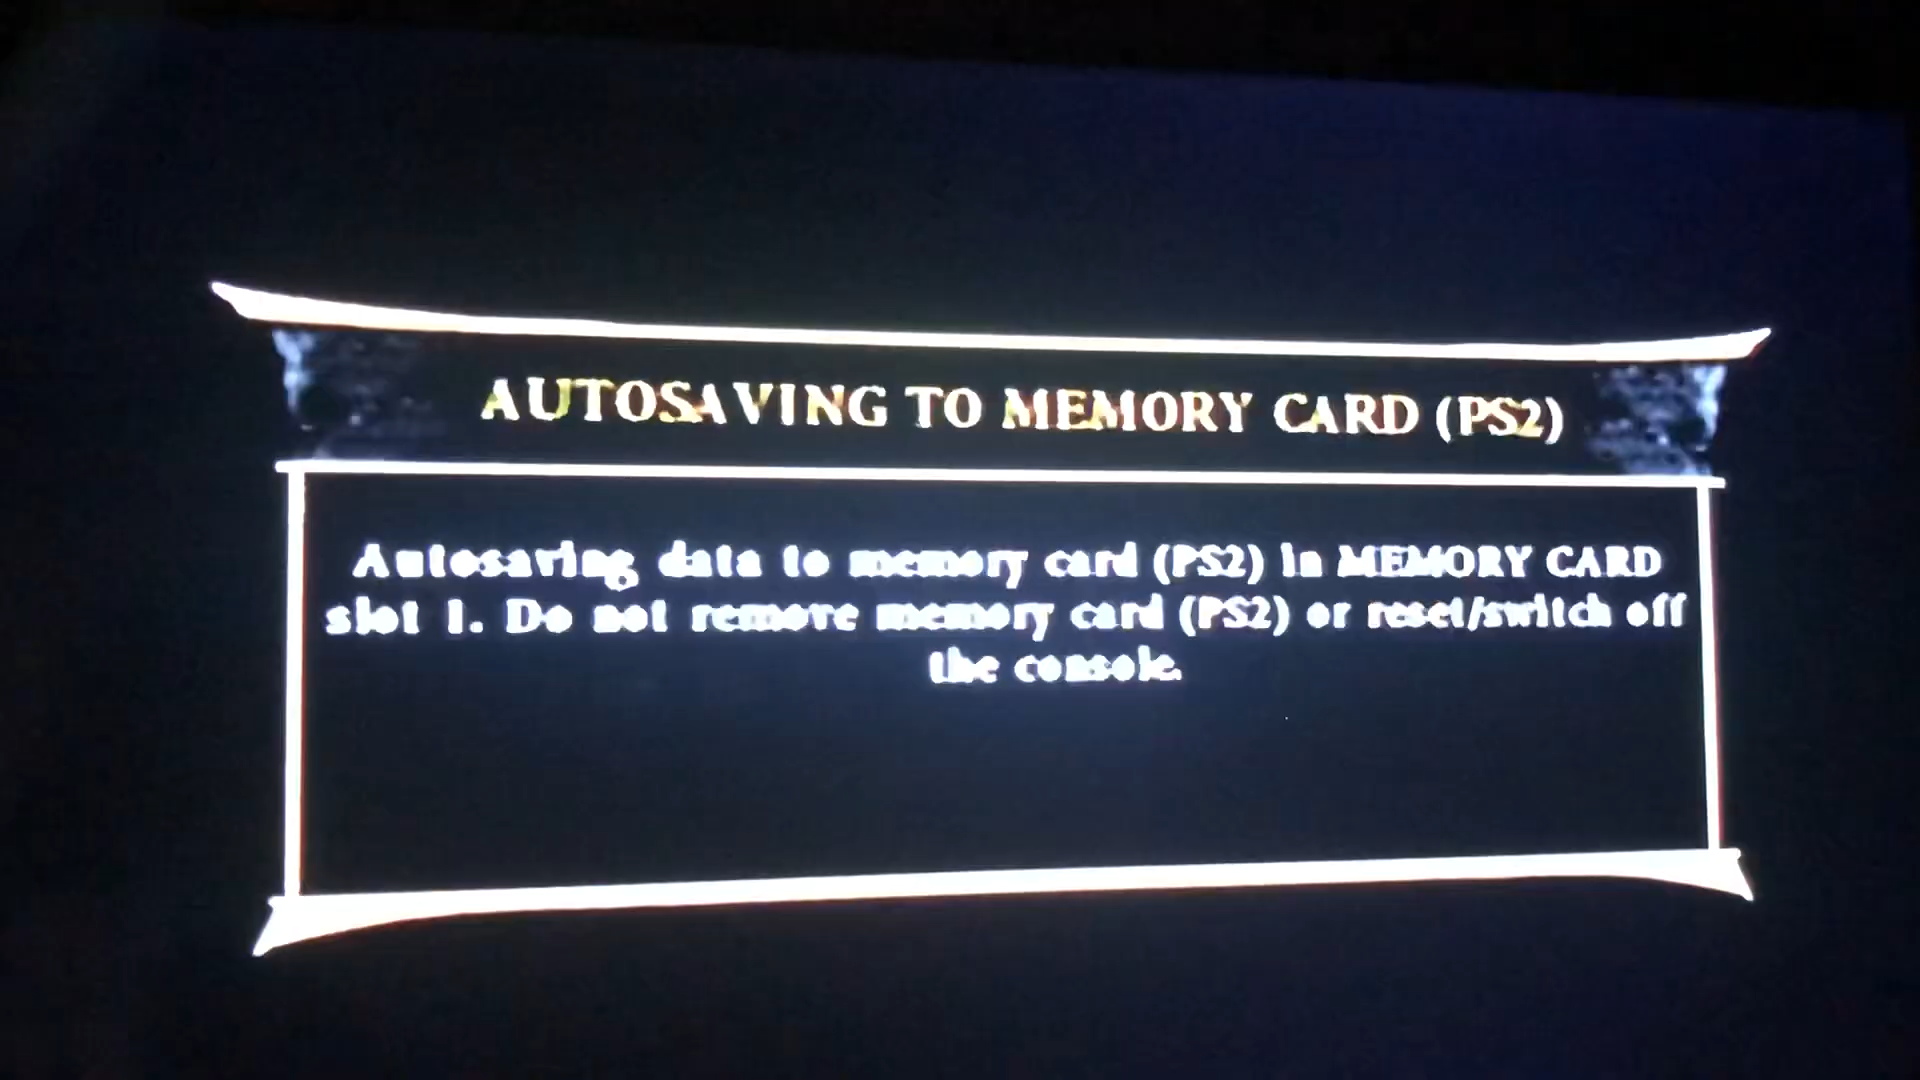 AUTOSAVING TO MEMORY CARD (PS2)
Autosaving data to memory card (PS2) in MEMORY CARD
slot 1. Do not remove memory card (PS2) or reset/switch off
the console.